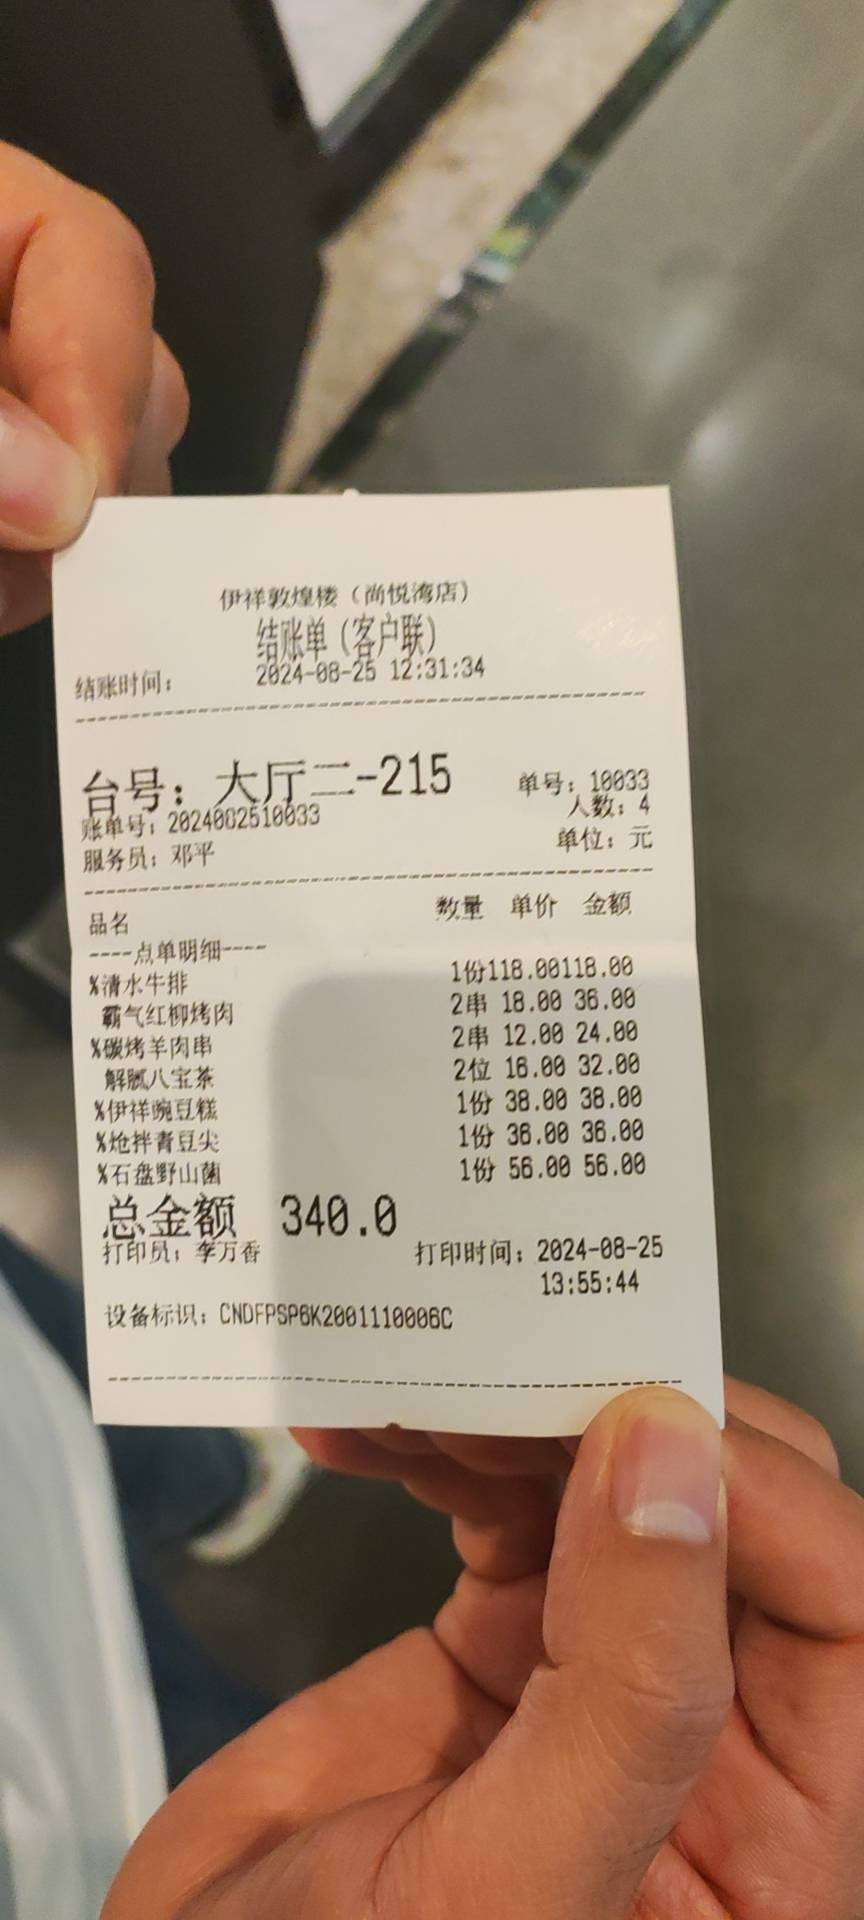 伊祥敦煌楼（尚悦湾店）
结账单（客户联）
结账时间： 2024-08-25 12:31:34
台号：大厅二-215 单号：10033
账单号：2024082510033 人数：4
服务员：邓平 单位：元
品名 数量 单价 金额
----点单明细----
%清水牛排 1份118.00118.00
霸气红柳烤肉 2串 18.00 36.00
%碳烤羊肉串 2串 12.00 24.00
解腻八宝茶 2位 16.00 32.00
%伊祥豌豆糕 1份 38.00 38.00
%炝拌青豆尖 1份 36.00 36.00
%石盘野山菌 1份 56.00 56.00
总金额 340.0
打印员：李万香 打印时间：2024-08-25
13:55:44
设备标识：CNDFPSP6K2001110006C